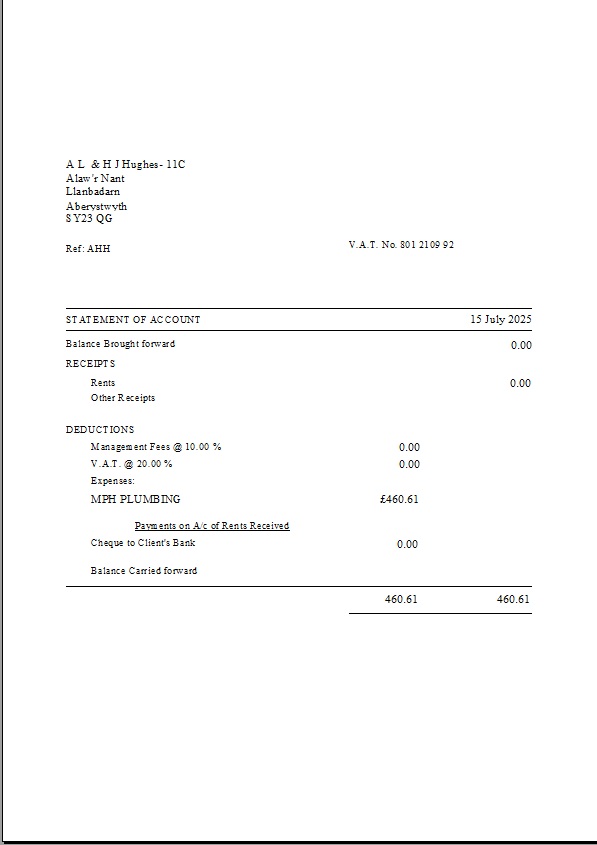 A L & H J Hughes- 11C
Alaw'r Nant
Llanbadarn
Aberystwyth
SY23 QG
Ref: AHH
V.A.T. No. 801 2109 92
STATEMENT OF ACCOUNT 15 July 2025
Balance Brought forward 0.00
RECEIPTS
Rents 0.00
Other Receipts
DEDUCTIONS
Management Fees @ 10.00 % 0.00
V.A.T. @ 20.00 % 0.00
Expenses:
MPH PLUMBING £460.61
Payments on A/c of Rents Received
Cheque to Client's Bank 0.00
Balance Carried forward
460.61 460.61